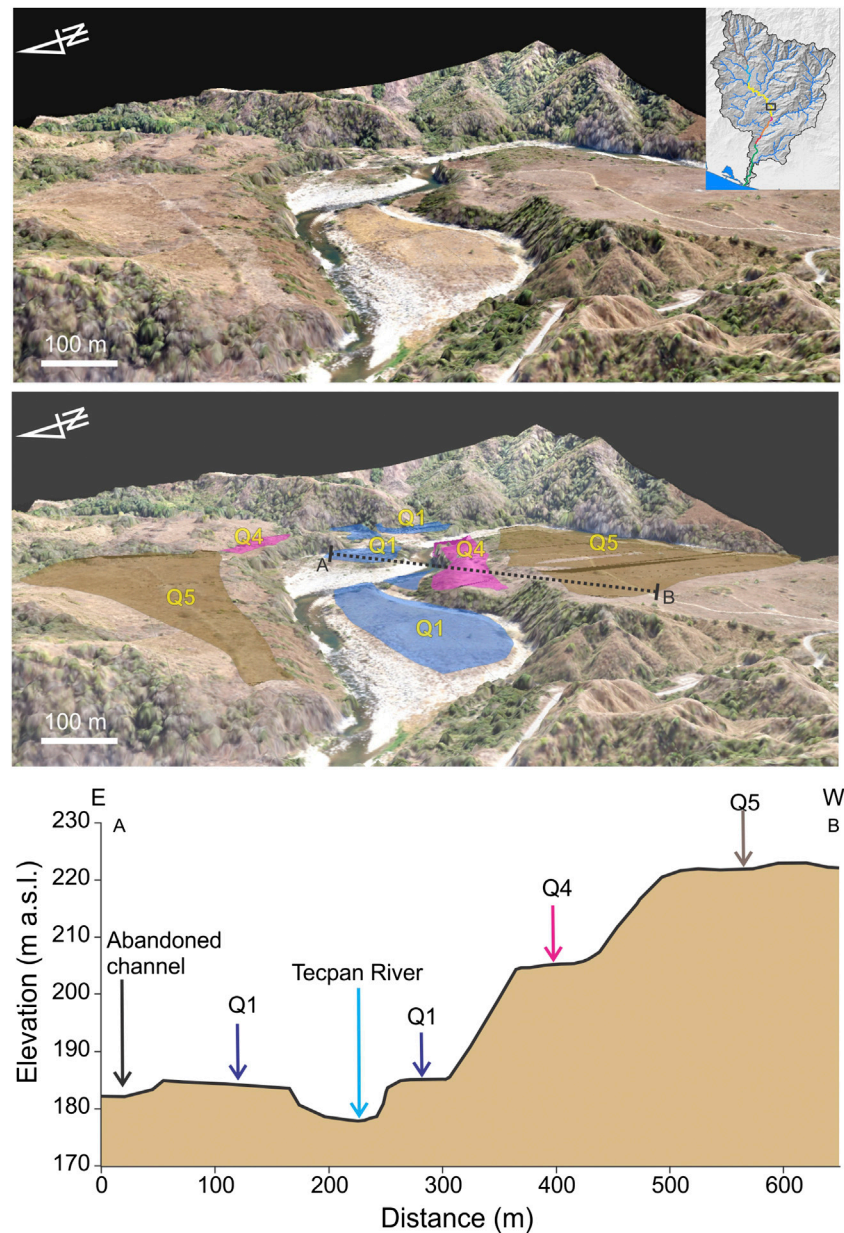 N
100 m
N
Q1
Q4
Q1
Q4
Q5
A
Q5
B
Q1
100 m
E
W
A
B
Q5
230
220
205
200
190
180
170
Elevation (m a.s.l.)
Q4
Abandoned
channel
Tecpan River
Q1
Q1
0
100
200
300
400
500
600
Distance (m)